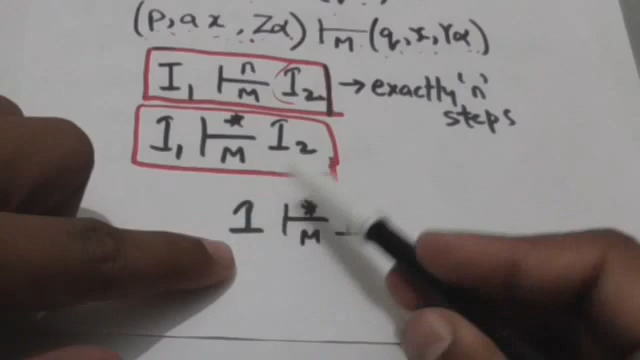 (p, ax, Zα) ⊢M (q, x, γα)
I₁ ⊢ⁿM I₂ → exactly 'n' steps
I₁ ⊢*M I₂
I ⊢*M